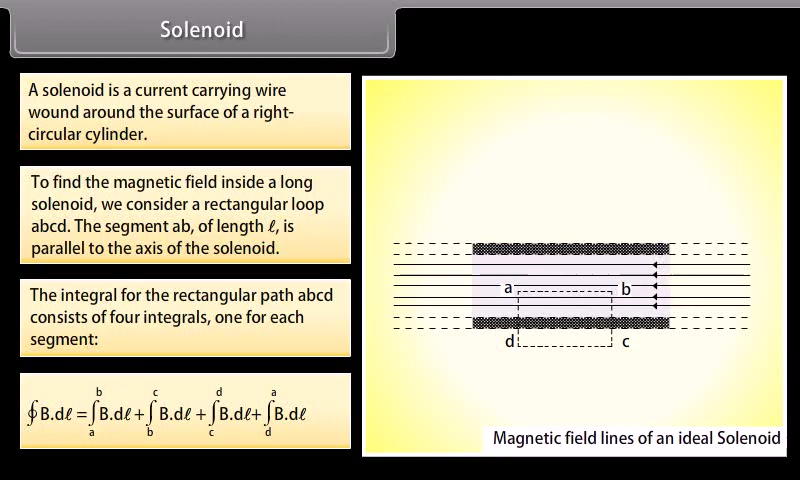 Solenoid
A solenoid is a current carrying wire
wound around the surface of a right-
circular cylinder.
To find the magnetic field inside a long
solenoid, we consider a rectangular loop
abcd. The segment ab, of length ℓ, is
parallel to the axis of the solenoid.
The integral for the rectangular path abcd
consists of four integrals, one for each
segment:
∮B.dℓ =∫ₐᵇB.dℓ + ∫_b^c B.dℓ + ∫_c^d B.dℓ+ ∫_d^a B.dℓ
a b
d c
Magnetic field lines of an ideal Solenoid